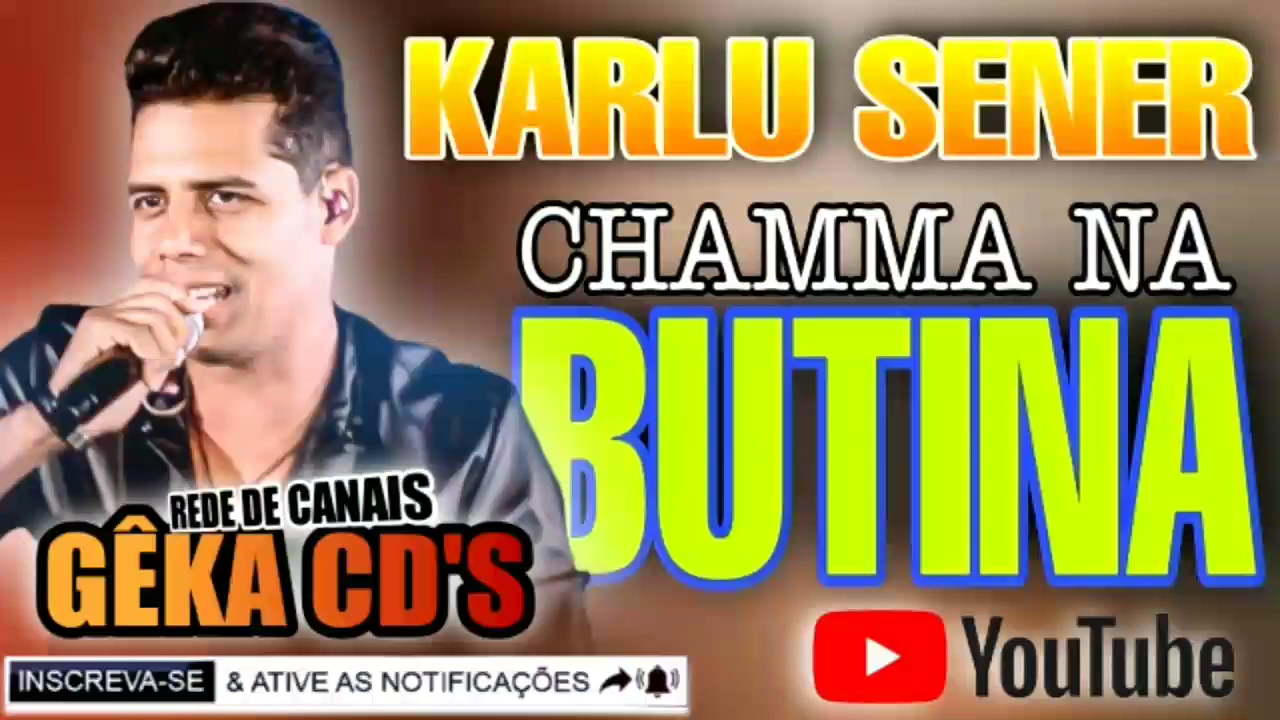 KARLU SENER
CHAMMA NA
BUTINA
REDE DE CANAIS
GÊKA CD'S
INSCREVA-SE & ATIVE AS NOTIFICAÇÕES
YouTube